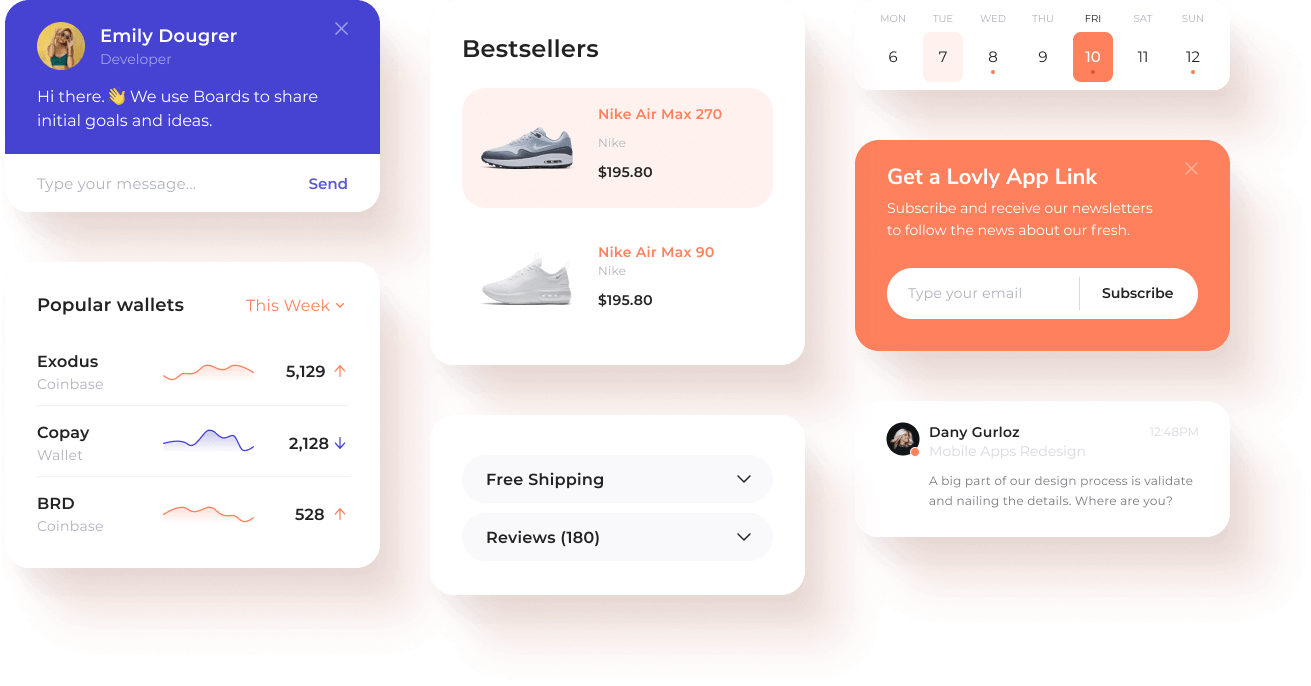 Emily Dougrer
Developer
Hi there. 👋 We use Boards to share
initial goals and ideas.
Type your message...
Send
Popular wallets
This Week
Exodus
Coinbase
5,129
Copay
Wallet
2,128
BRD
Coinbase
528
Bestsellers
Nike Air Max 270
Nike
$195.80
Nike Air Max 90
Nike
$195.80
Free Shipping
Reviews (180)
MON TUE WED THU FRI SAT SUN
6 7 8 9 10 11 12
Get a Lovly App Link
Subscribe and receive our newsletters
to follow the news about our fresh.
Type your email
Subscribe
Dany Gurloz
12:48PM
Mobile Apps Redesign
A big part of our design process is validate
and nailing the details. Where are you?